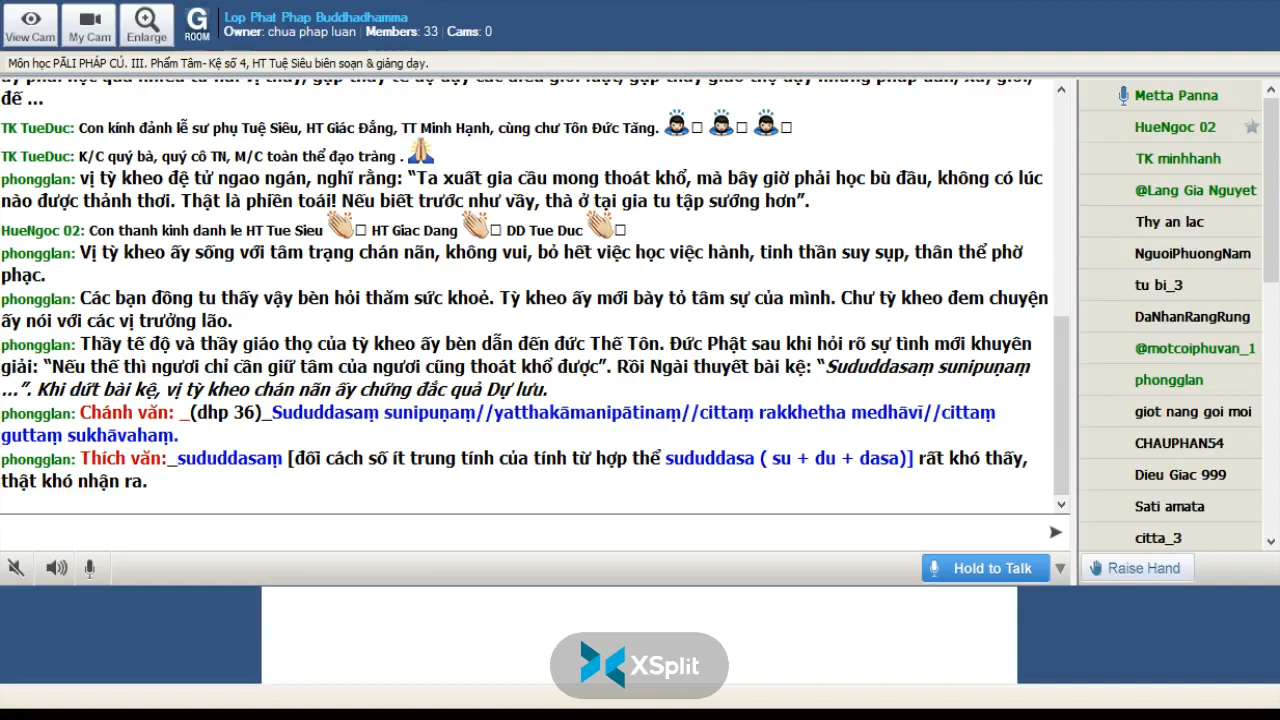 Lop Phat Phap Buddhadhamma
Owner: chua pháp luan / Members: 33 / Cams: 0
View Cam
My Cam
Enlarge
G
ROOM
Môn học PĀLI PHÁP CÚ. III. Phẩm Tâm- Kệ số 4, HT Tuệ Siêu biên soạn & giảng dạy.
đế ...
TK TueDuc: Con kính đảnh lễ sư phụ Tuệ Siêu, HT Giác Đẳng, TT Minh Hạnh, cùng chư Tôn Đức Tăng.
TK TueDuc: K/C quý bà, quý cô TN, M/C toàn thể đạo tràng .
phongglan: vị tỳ kheo đệ tử ngao ngán, nghĩ rằng: “Ta xuất gia cầu mong thoát khổ, mà bây giờ phải học bù đầu, không có lúc
nào được thảnh thơi. Thật là phiền toái! Nếu biết trước như vầy, thà ở tại gia tu tập sướng hơn”.
HueNgoc 02: Con thanh kinh danh le HT Tue Sieu HT Giac Dang DD Tue Duc
phongglan: Vị tỳ kheo ấy sống với tâm trạng chán nãn, không vui, bỏ hết việc học việc hành, tinh thần suy sụp, thân thể phờ
phạc.
phongglan: Các bạn đồng tu thấy vậy bèn hỏi thăm sức khoẻ. Tỳ kheo ấy mới bày tỏ tâm sự của mình. Chư tỳ kheo đem chuyện
ấy nói với các vị trưởng lão.
phongglan: Thầy tế độ và thầy giáo thọ của tỳ kheo ấy bèn dẫn đến đức Thế Tôn. Đức Phật sau khi hỏi rõ sự tình mới khuyên
giải: “Nếu thế thì ngươi chỉ cần giữ tâm của ngươi cũng thoát khổ được”. Rồi Ngài thuyết bài kệ: “Sududdasaṃ sunipuṇaṃ
...”. Khi dứt bài kệ, vị tỳ kheo chán nãn ấy chứng đắc quả Dự lưu.
phongglan: Chánh văn: _(dhp 36)_Sududdasaṃ sunipuṇaṃ//yatthakāmanipātinaṃ//cittaṃ rakkhetha medhāvī//cittaṃ
guttaṃ sukhāvahaṃ.
phongglan: Thích văn:_sududdasaṃ [đối cách số ít trung tính của tính từ hợp thể sududdasa ( su + du + dasa)] rất khó thấy,
thật khó nhận ra.
Metta Panna
HueNgoc 02
TK minhhanh
@Lang Gia Nguyet
Thy an lac
NguoiPhuongNam
tu bi_3
DaNhanRangRung
@motcoiphuvan_1
phongglan
giot nang goi moi
CHAUPHAN54
Dieu Giac 999
Sati amata
citta_3
Hold to Talk
Raise Hand
XSplit